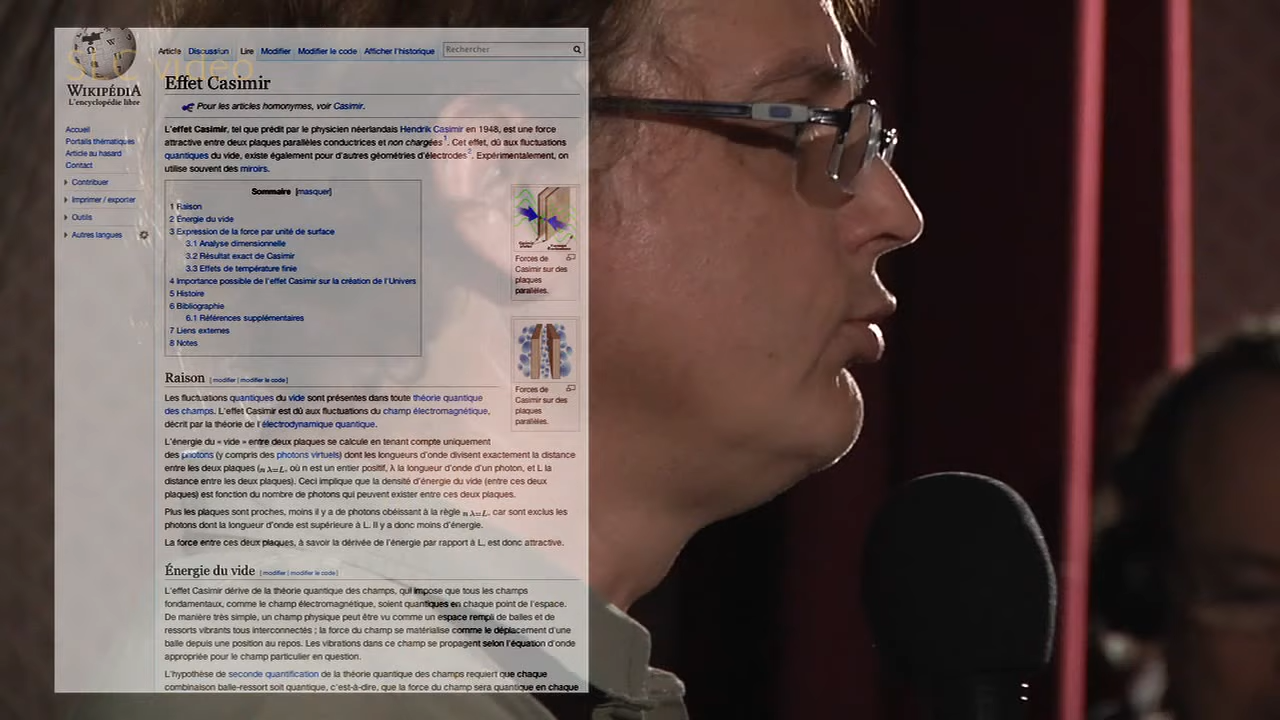 SLC video
WIKIPÉDIA
L'encyclopédie libre
Article Discussion Lire Modifier Modifier le code Afficher l'historique Rechercher
Effet Casimir
Pour les articles homonymes, voir Casimir.
Accueil
Portails thématiques
Article au hasard
Contact
Contribuer
Imprimer / exporter
Outils
Autres langues
L'effet Casimir, tel que prédit par le physicien néerlandais Hendrik Casimir en 1948, est une force
attractive entre deux plaques parallèles conductrices et non chargées1. Cet effet, dû aux fluctuations
quantiques du vide, existe également pour d'autres géométries d'électrodes2. Expérimentalement, on
utilise souvent des miroirs.
Sommaire [masquer]
1 Raison
2 Énergie du vide
3 Expression de la force par unité de surface
3.1 Analyse dimensionnelle
3.2 Résultat exact de Casimir
3.3 Effets de température finie
4 Importance possible de l'effet Casimir sur la création de l'Univers
5 Histoire
6 Bibliographie
6.1 Références supplémentaires
7 Liens externes
8 Notes
Forces de
Casimir sur des
plaques
parallèles.
Forces de
Casimir sur des
plaques
parallèles.
Raison [modifier | modifier le code]
Les fluctuations quantiques du vide sont présentes dans toute théorie quantique
des champs. L'effet Casimir est dû aux fluctuations du champ électromagnétique,
décrit par la théorie de l'électrodynamique quantique.
L'énergie du « vide » entre deux plaques se calcule en tenant compte uniquement
des photons (y compris des photons virtuels) dont les longueurs d'onde divisent exactement la distance
entre les deux plaques (n λ=L, où n est un entier positif, λ la longueur d'onde d'un photon, et L la
distance entre les deux plaques). Ceci implique que la densité d'énergie du vide (entre ces deux
plaques) est fonction du nombre de photons qui peuvent exister entre ces deux plaques.
Plus les plaques sont proches, moins il y a de photons obéissant à la règle n λ=L, car sont exclus les
photons dont la longueur d'onde est supérieure à L. Il y a donc moins d'énergie.
La force entre ces deux plaques, à savoir la dérivée de l'énergie par rapport à L, est donc attractive.
Énergie du vide [modifier | modifier le code]
L'effet Casimir dérive de la théorie quantique des champs, qui impose que tous les champs
fondamentaux, comme le champ électromagnétique, soient quantiques en chaque point de l'espace.
De manière très simple, un champ physique peut être vu comme un espace rempli de balles et de
ressorts vibrants tous interconnectés ; la force du champ se matérialise comme le déplacement d'une
balle depuis une position au repos. Les vibrations dans ce champ se propagent selon l'équation d'onde
appropriée pour le champ particulier en question.
L'hypothèse de seconde quantification de la théorie quantique des champs requiert que chaque
combinaison balle-ressort soit quantique, c'est-à-dire, que la force du champ sera quantique en chaque